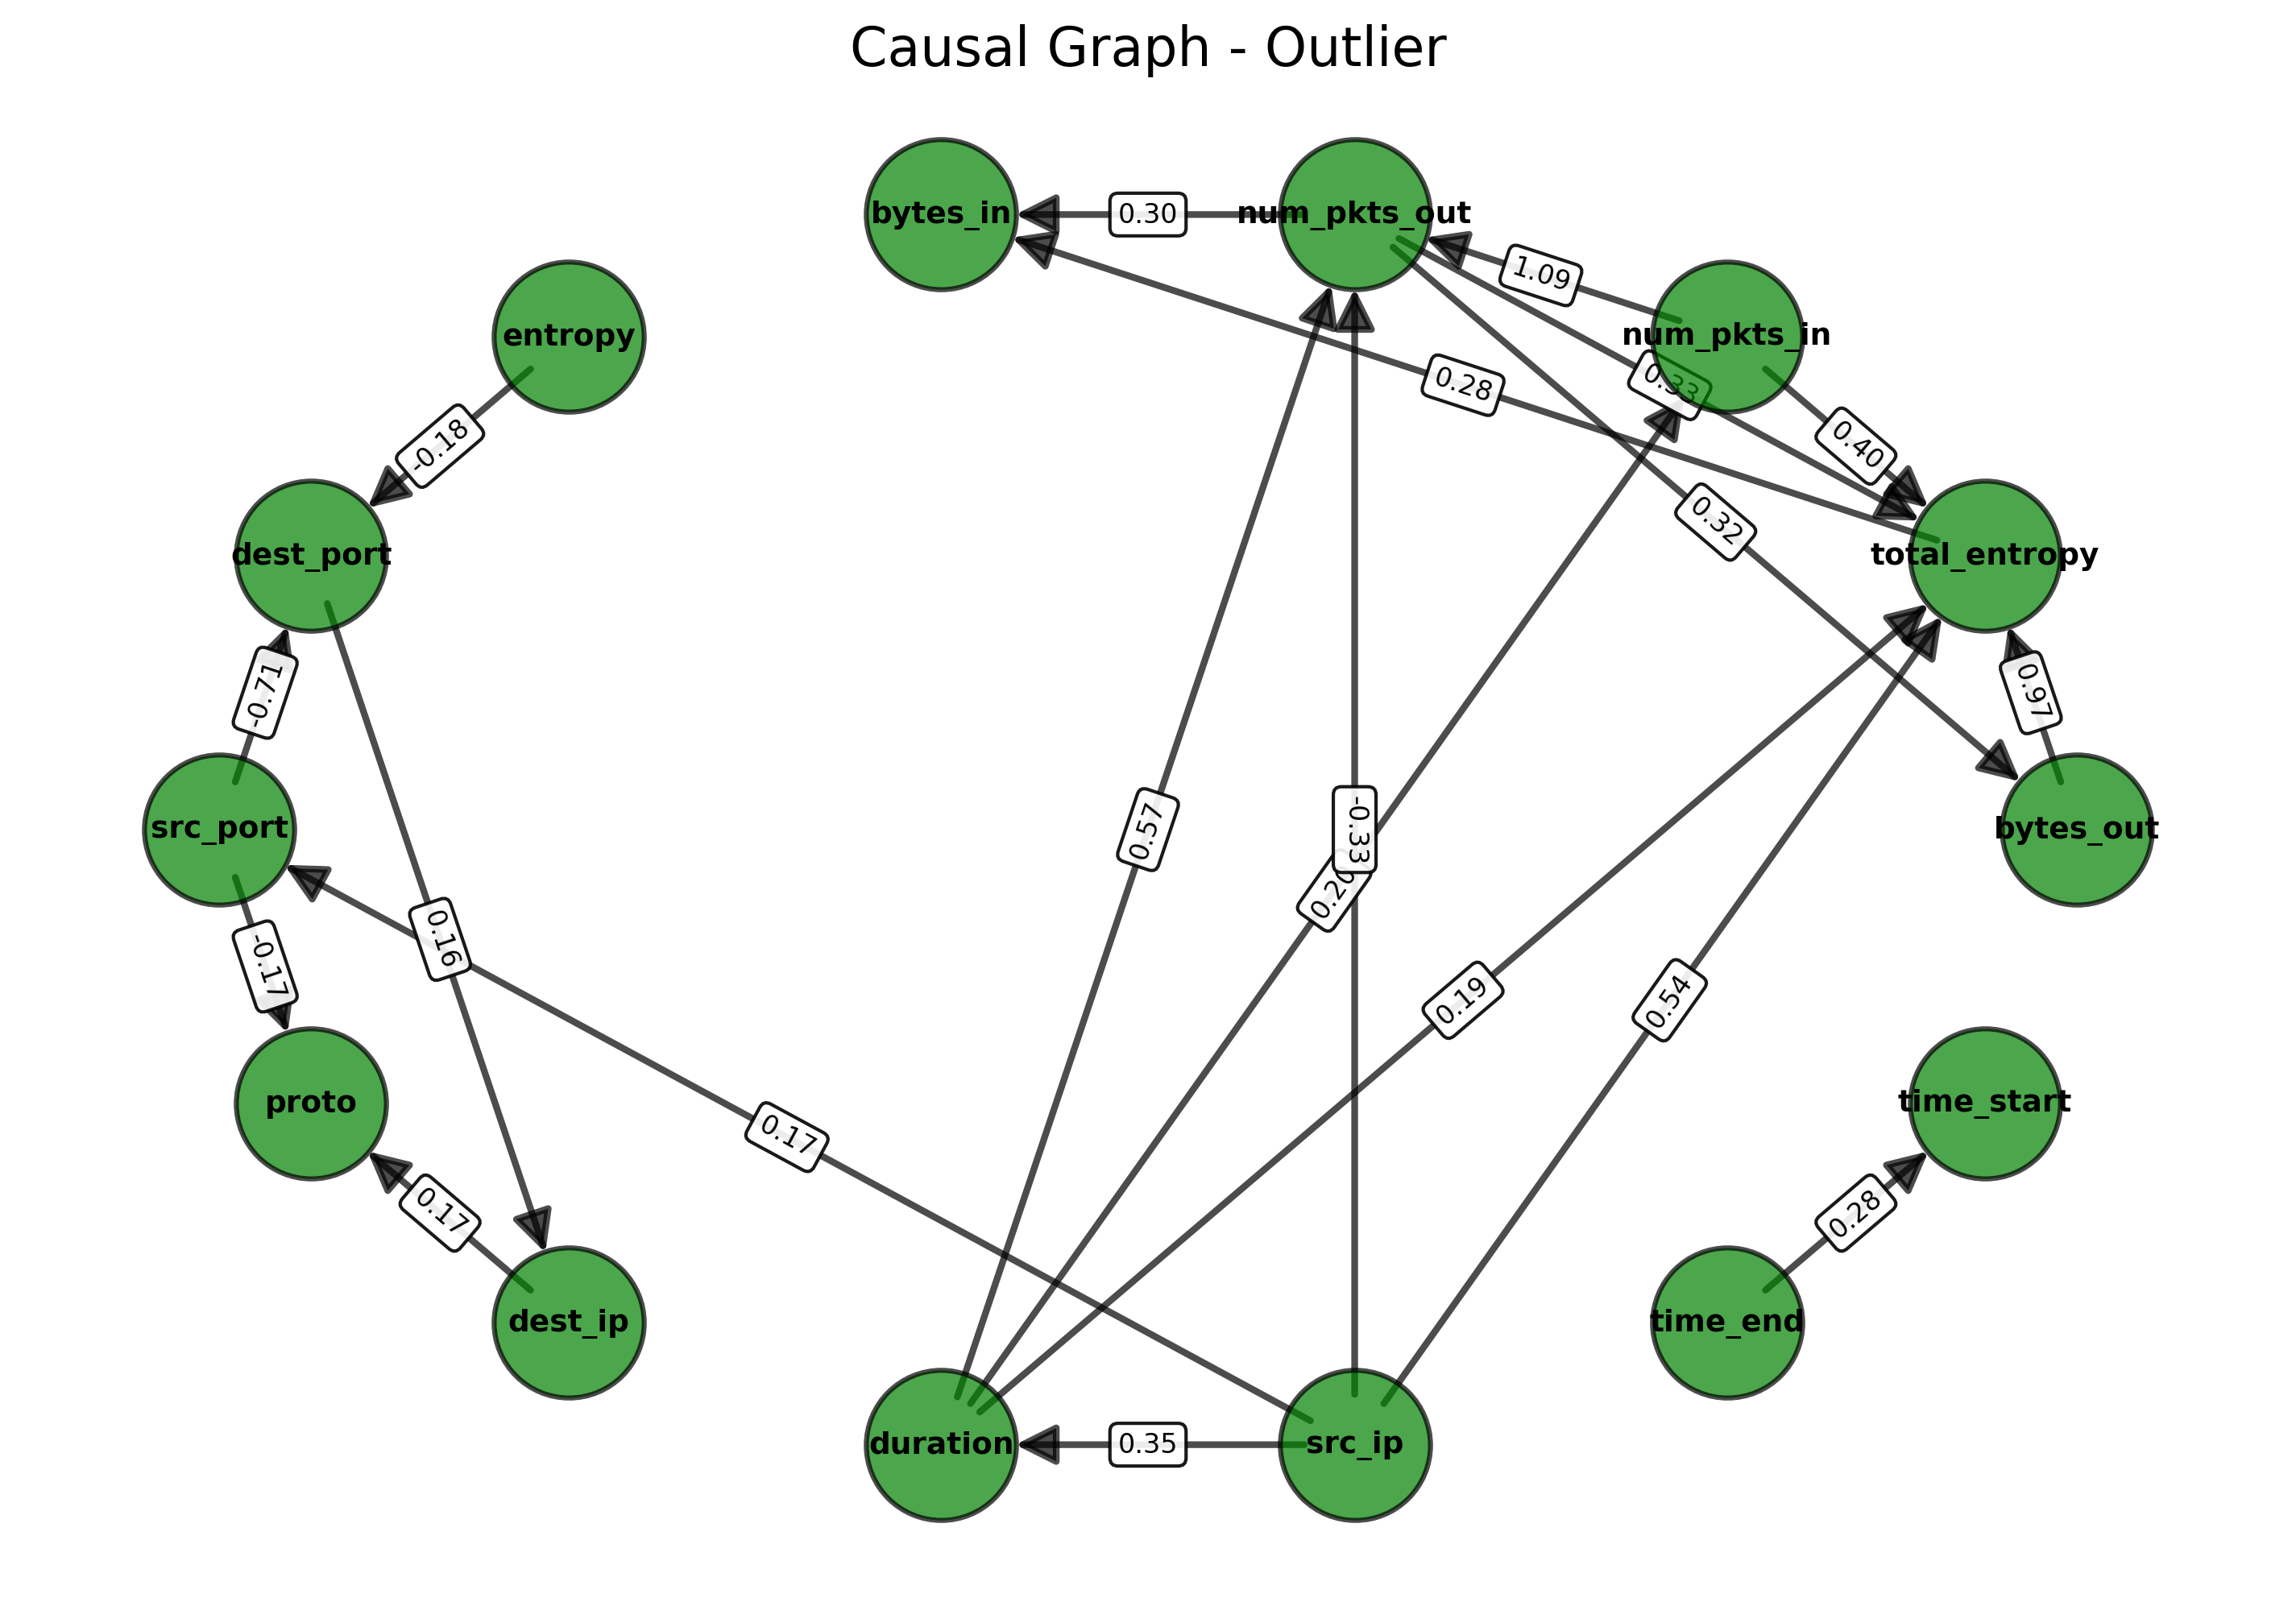 Causal Graph - Outlier
bytes_in
0.30
num_pkts_out
1.09
entropy
num_pkts_in
0.28
0.33
-0.18
0.40
0.32
dest_port
total_entropy
-0.71
0.97
src_port
0.57
-0.33
bytes_out
0.20
0.16
-0.17
0.19
0.54
proto
time_start
0.17
0.17
0.28
dest_ip
time_end
duration
0.35
src_ip